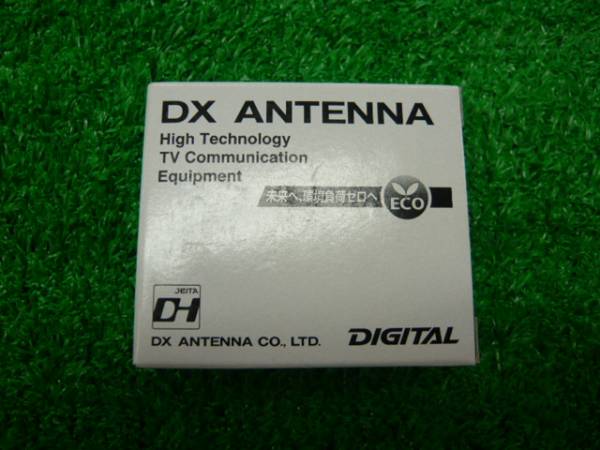 DX ANTENNA
High Technology
TV Communication
Equipment
未来へ、環境負荷ゼロへ
ECO
JEITA
DH
DX ANTENNA CO., LTD.
DIGITAL